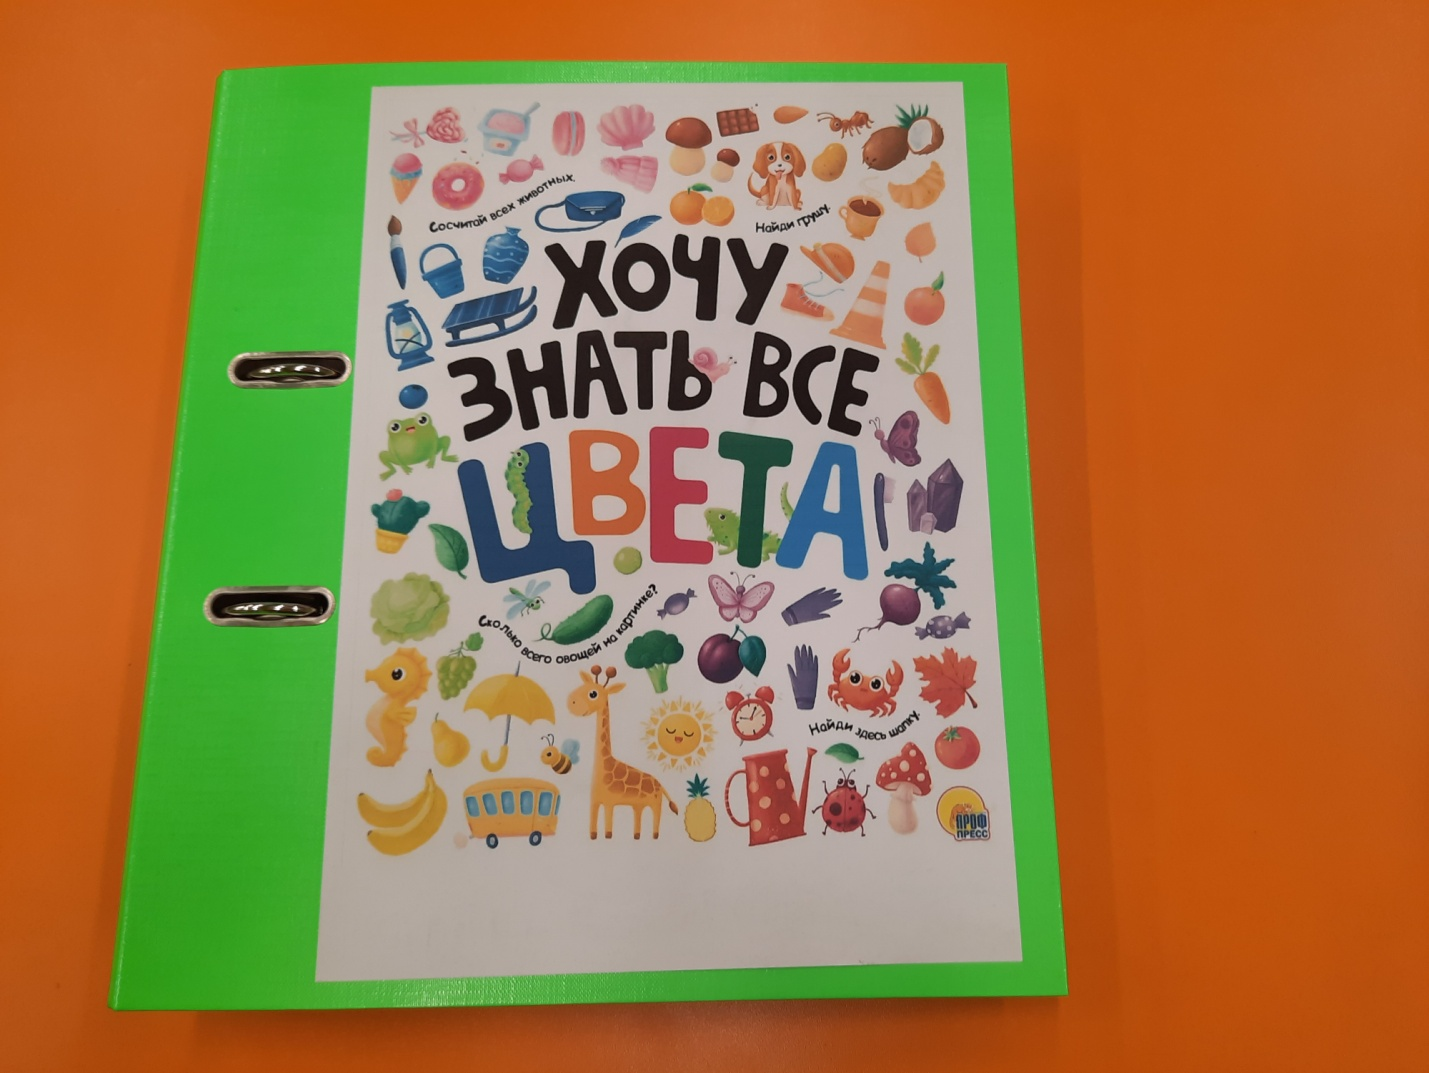 Сосчитай всех животных.
Найди грушу.
ХОЧУ
ЗНАТЬ ВСЕ
ЦВЕТА
Сколько всего овощей на картинке?
Найди здесь шапку.
ПРОФ
ПРЕСС